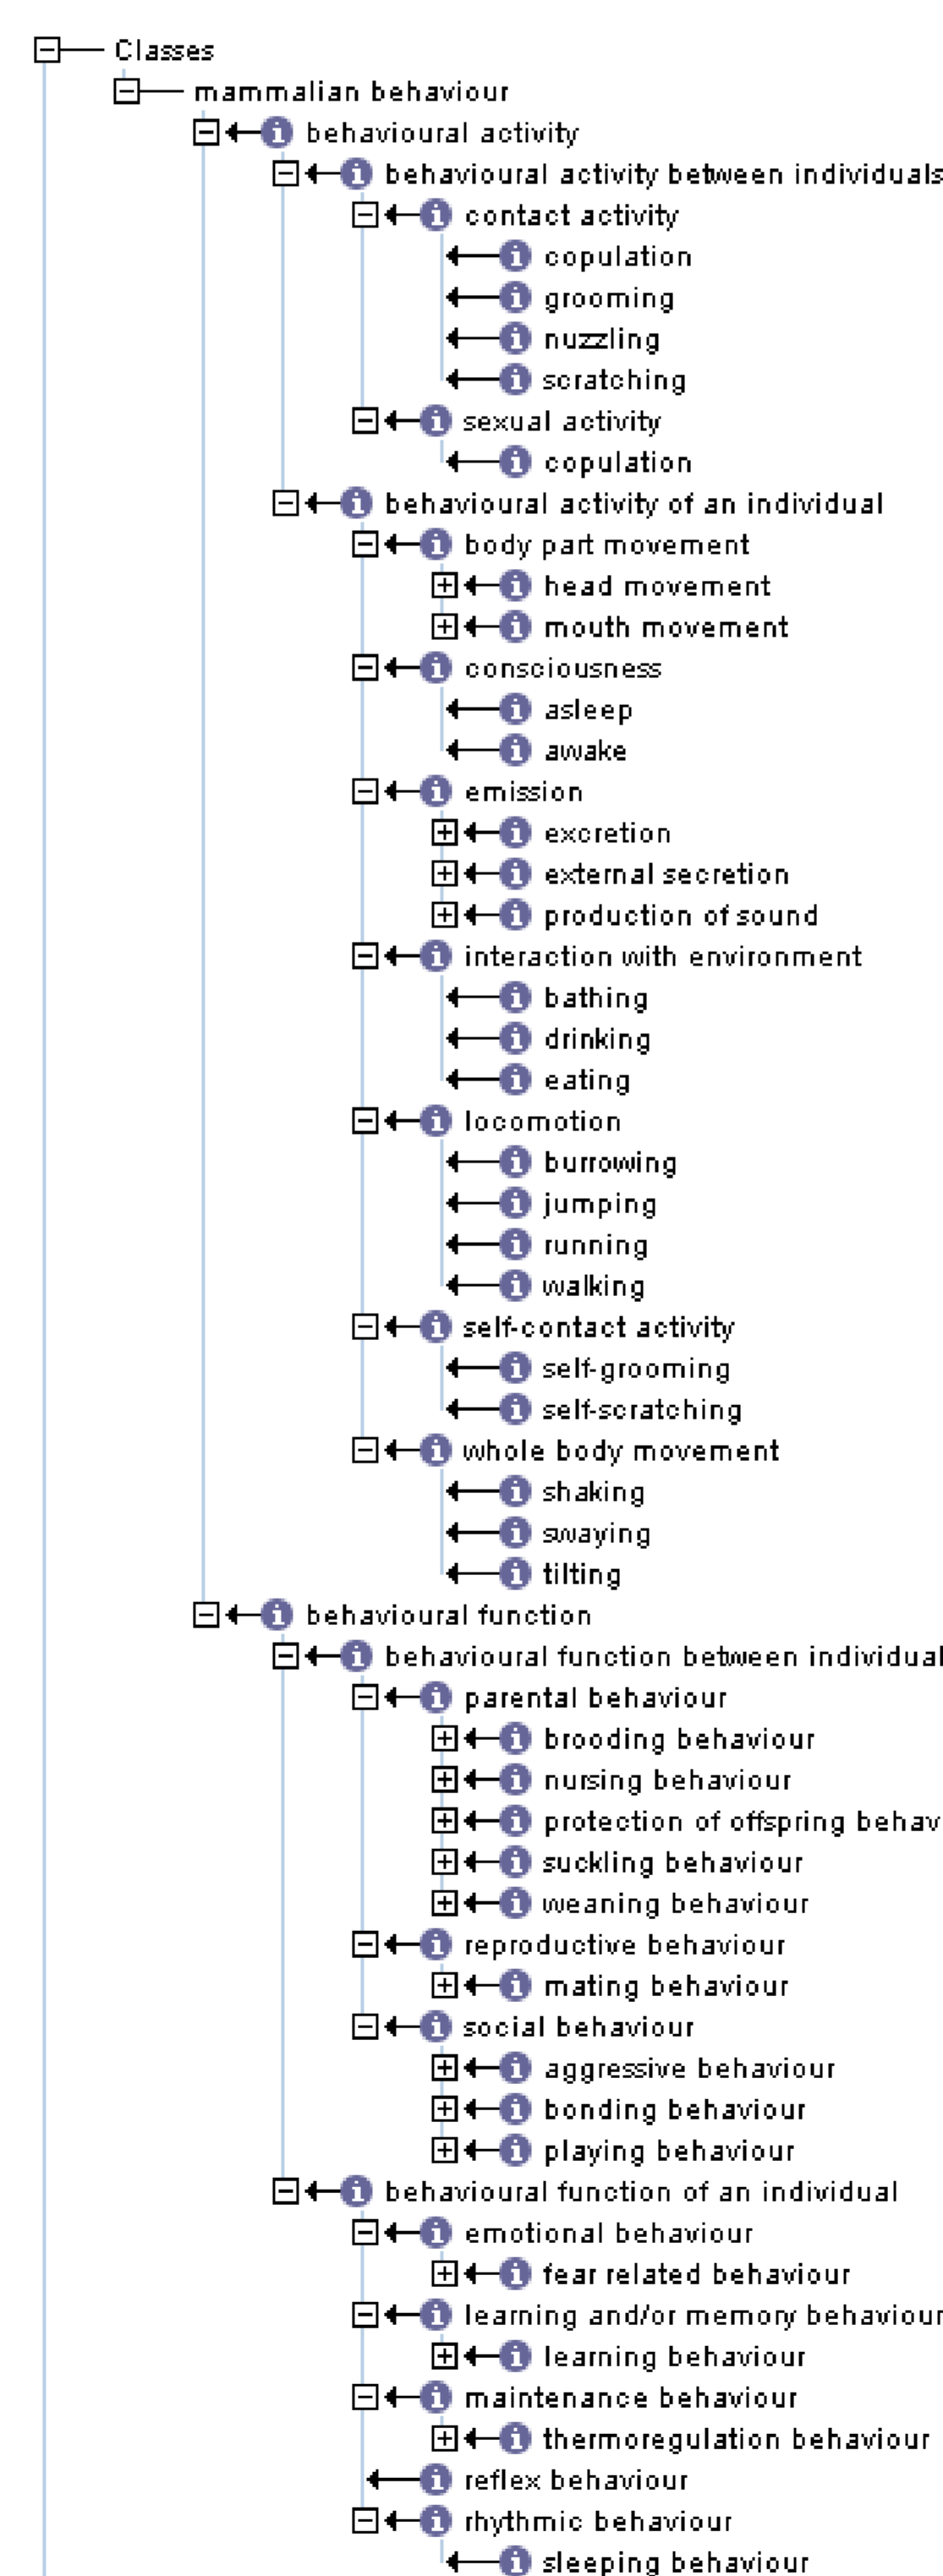 Classes
mammalian behaviour
behavioural activity
behavioural activity between individuals
contact activity
copulation
grooming
nuzzling
scratching
sexual activity
copulation
behavioural activity of an individual
body part movement
head movement
mouth movement
consciousness
asleep
awake
emission
excretion
external secretion
production of sound
interaction with environment
bathing
drinking
eating
locomotion
burrowing
jumping
running
walking
self-contact activity
self-grooming
self-scratching
whole body movement
shaking
swaying
tilting
behavioural function
behavioural function between individual
parental behaviour
brooding behaviour
nursing behaviour
protection of offspring behav
suckling behaviour
weaning behaviour
reproductive behaviour
mating behaviour
social behaviour
aggressive behaviour
bonding behaviour
playing behaviour
behavioural function of an individual
emotional behaviour
fear related behaviour
learning and/or memory behaviour
learning behaviour
maintenance behaviour
thermoregulation behaviour
reflex behaviour
rhythmic behaviour
sleeping behaviour